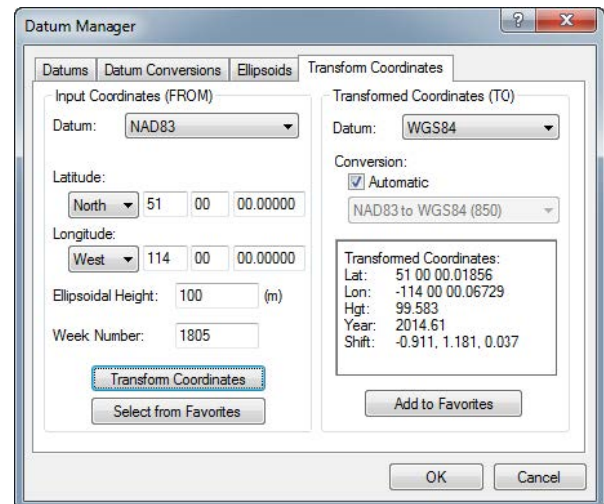 Datum Manager
Datums
Datum Conversions
Ellipsoids
Transform Coordinates
Input Coordinates (FROM)
Datum: NAD83
Latitude:
North 51 00 00.00000
Longitude:
West 114 00 00.00000
Ellipsoidal Height: 100 (m)
Week Number: 1805
Transform Coordinates
Select from Favorites
Transformed Coordinates (TO)
Datum: WGS84
Conversion:
Automatic
NAD83 to WGS84 (850)
Transformed Coordinates:
Lat: 51 00 00.01856
Lon: -114 00 00.06729
Hgt: 99.583
Year: 2014.61
Shift: -0.911, 1.181, 0.037
Add to Favorites
OK
Cancel